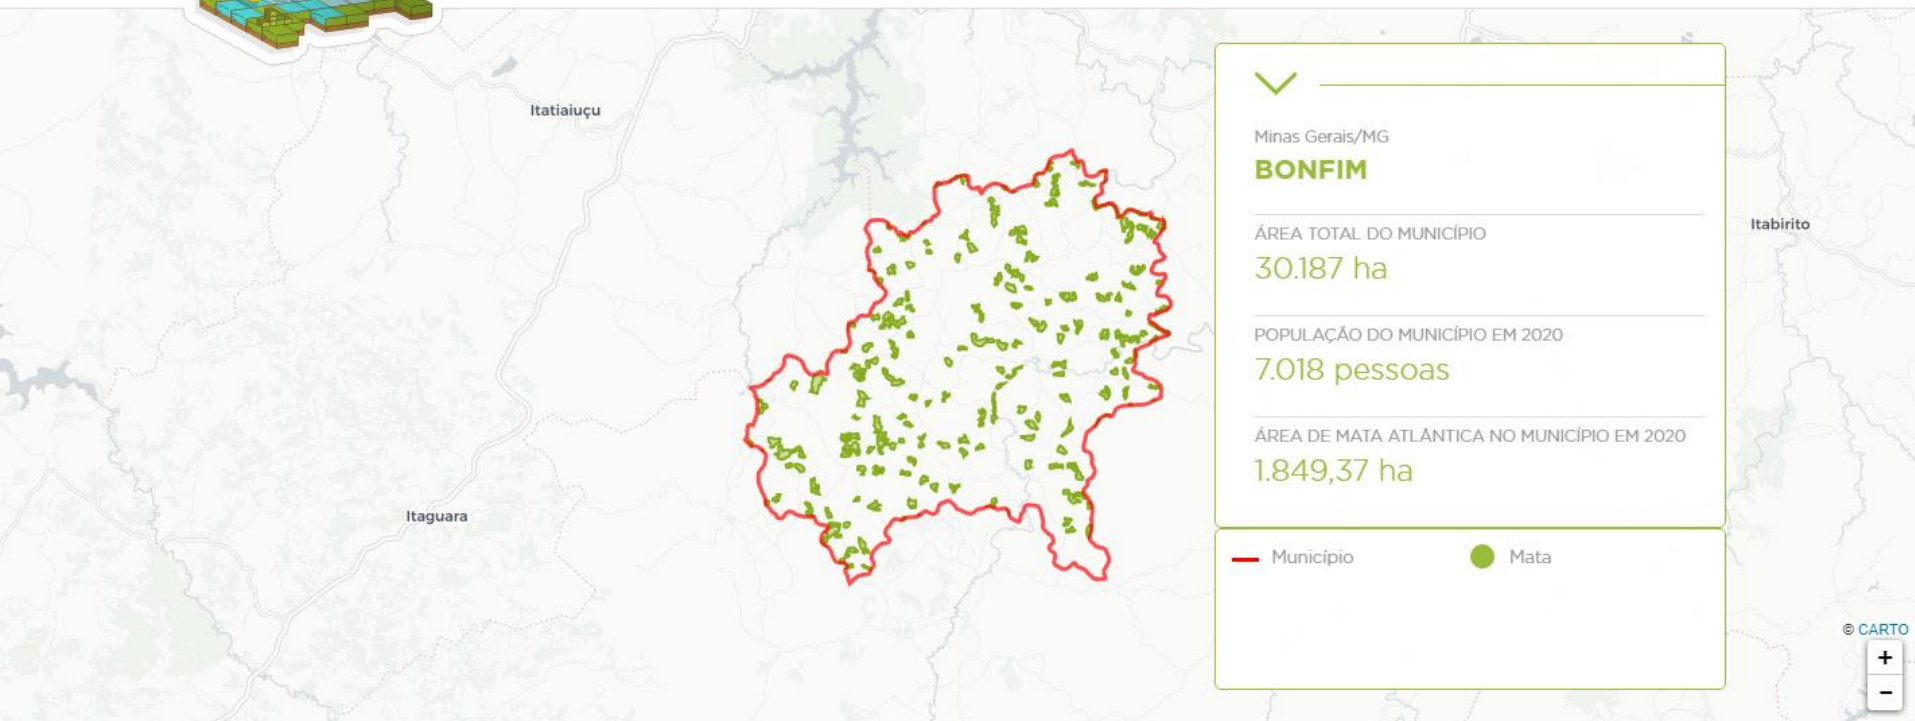 Itatiaiuçu
Itaguara
Minas Gerais/MG
BONFIM
ÁREA TOTAL DO MUNICÍPIO
30.187 ha
POPULAÇÃO DO MUNICÍPIO EM 2020
7.018 pessoas
ÁREA DE MATA ATLÂNTICA NO MUNICÍPIO EM 2020
1.849,37 ha
Município
Mata
Itabirito
© CARTO
+
−